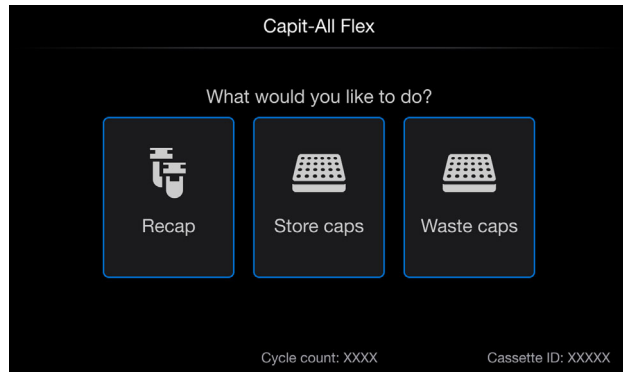 Capit-All Flex
What would you like to do?
Recap
Store caps
Waste caps
Cycle count: XXXX
Cassette ID: XXXXX